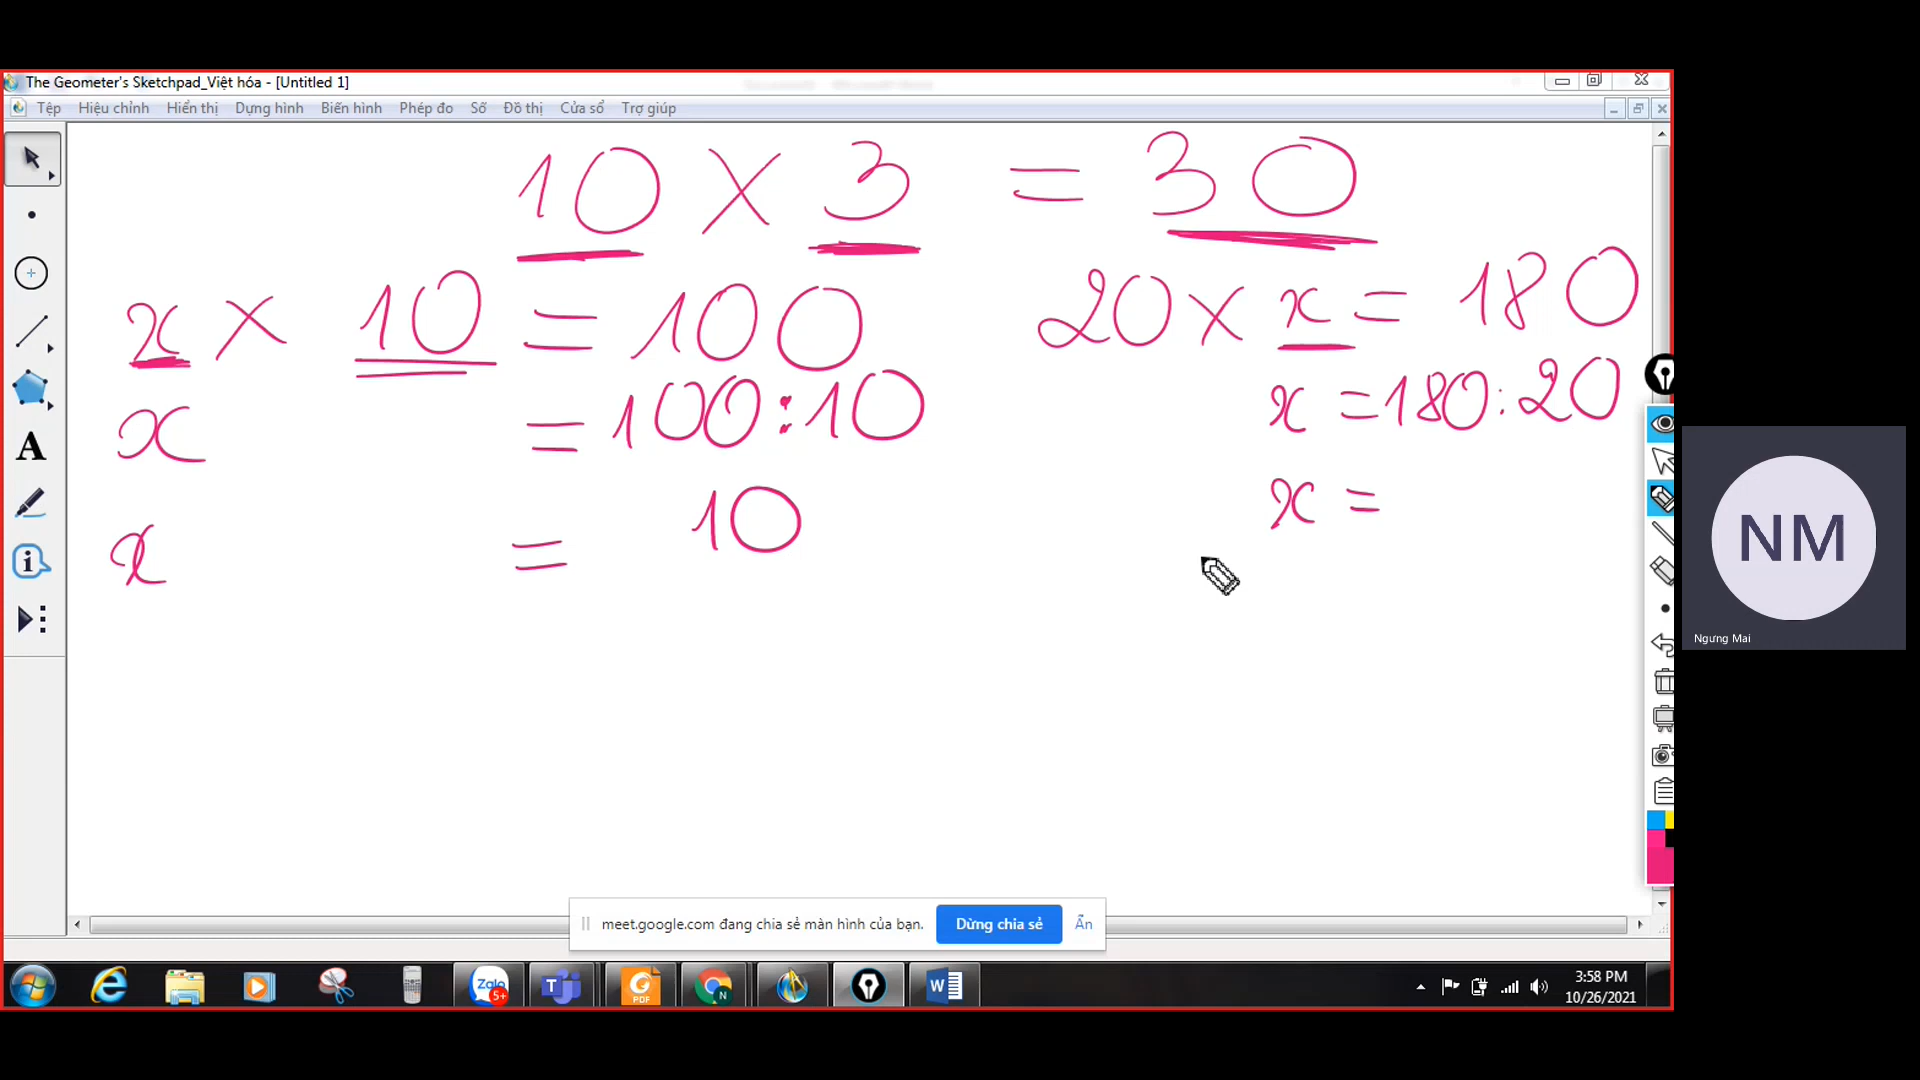 The Geometer's Sketchpad_Việt hóa - [Untitled 1]
Tệp Hiệu chỉnh Hiển thị Dựng hình Biến hình Phép đo Số Đồ thị Cửa sổ Trợ giúp
10 × 3 = 30
x × 10 = 100
20 × x = 180
x = 100:10
x = 180:20
x = 10
x =
A
NM
Ngưng Mai
meet.google.com đang chia sẻ màn hình của bạn. Dừng chia sẻ Ẩn
Zalo
5+
T
PDF
N
W
3:58 PM
10/26/2021